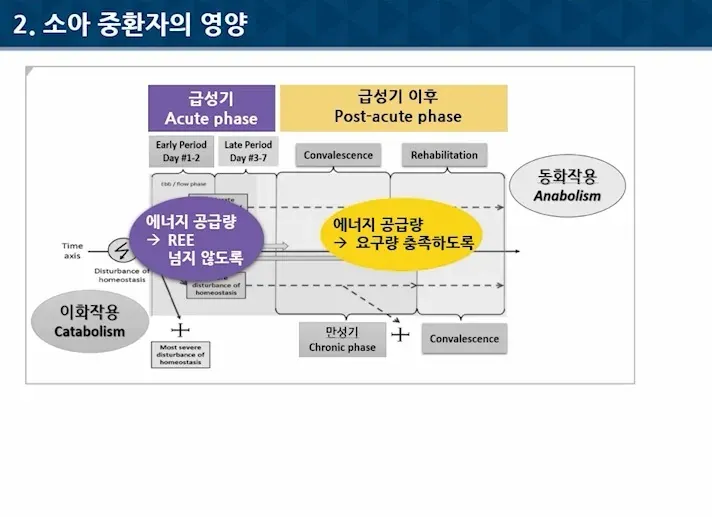 2. 소아 중환자의 영양
급성기
Acute phase
급성기 이후
Post-acute phase
Early Period
Day #1-2
Late Period
Day #3-7
Convalescence
Rehabilitation
Ebb / flow phase
동화작용
Anabolism
에너지 공급량
→ REE
넘지 않도록
에너지 공급량
→ 요구량 충족하도록
Time
axis
Disturbance of
homeostasis
disturbance of
homeostasis
이화작용
Catabolism
Most severe
disturbance of
homeostasis
만성기
Chronic phase
Convalescence